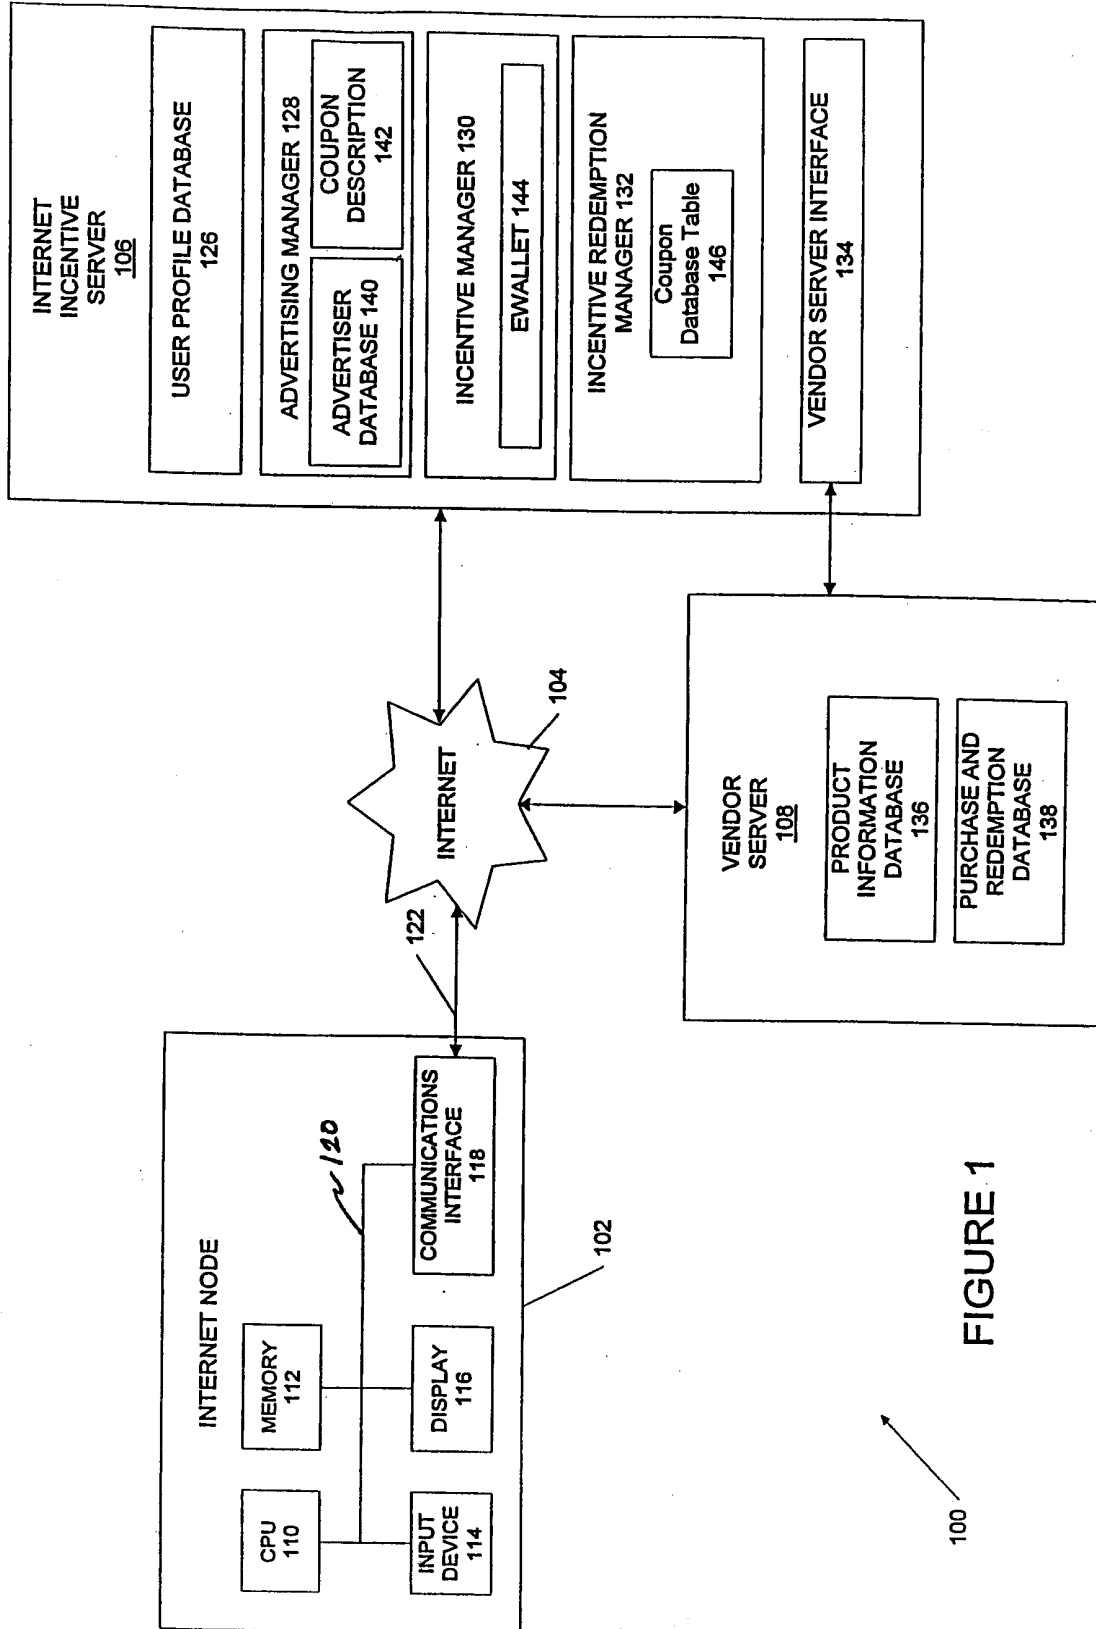 INTERNET NODE
CPU
110
MEMORY
112
INPUT
DEVICE
114
DISPLAY
116
120
COMMUNICATIONS
INTERFACE
118
102
122
INTERNET
104
INTERNET
INCENTIVE
SERVER
106
USER PROFILE DATABASE
126
ADVERTISING MANAGER 128
ADVERTISER
DATABASE 140
COUPON
DESCRIPTION
142
INCENTIVE MANAGER 130
EWALLET 144
INCENTIVE REDEMPTION
MANAGER 132
Coupon
Database Table
146
VENDOR SERVER INTERFACE
134
VENDOR
SERVER
108
PRODUCT
INFORMATION
DATABASE
136
PURCHASE AND
REDEMPTION
DATABASE
138
100
FIGURE 1